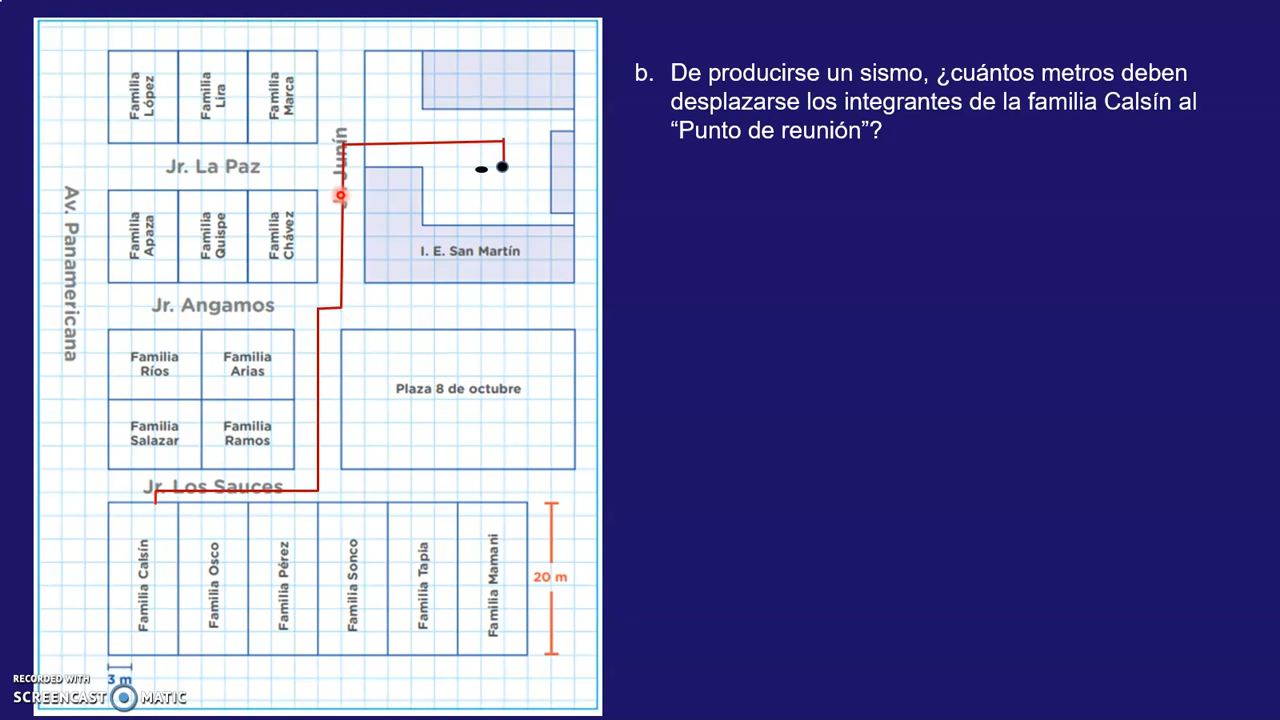 b. De producirse un sismo, ¿cuántos metros deben
desplazarse los integrantes de la familia Calsín al
“Punto de reunión”?
Familia
López
Familia
Lira
Familia
Marca
Jr. La Paz
Jr. Junín
Av. Panamericana
Familia
Apaza
Familia
Quispe
Familia
Chávez
I. E. San Martín
Jr. Angamos
Familia
Ríos
Familia
Arias
Plaza 8 de octubre
Familia
Salazar
Familia
Ramos
Jr. Los Sauces
Familia Calsín
Familia Osco
Familia Pérez
Familia Sonco
Familia Tapia
Familia Mamani
20 m
3 m
RECORDED WITH
SCREENCAST MATIC